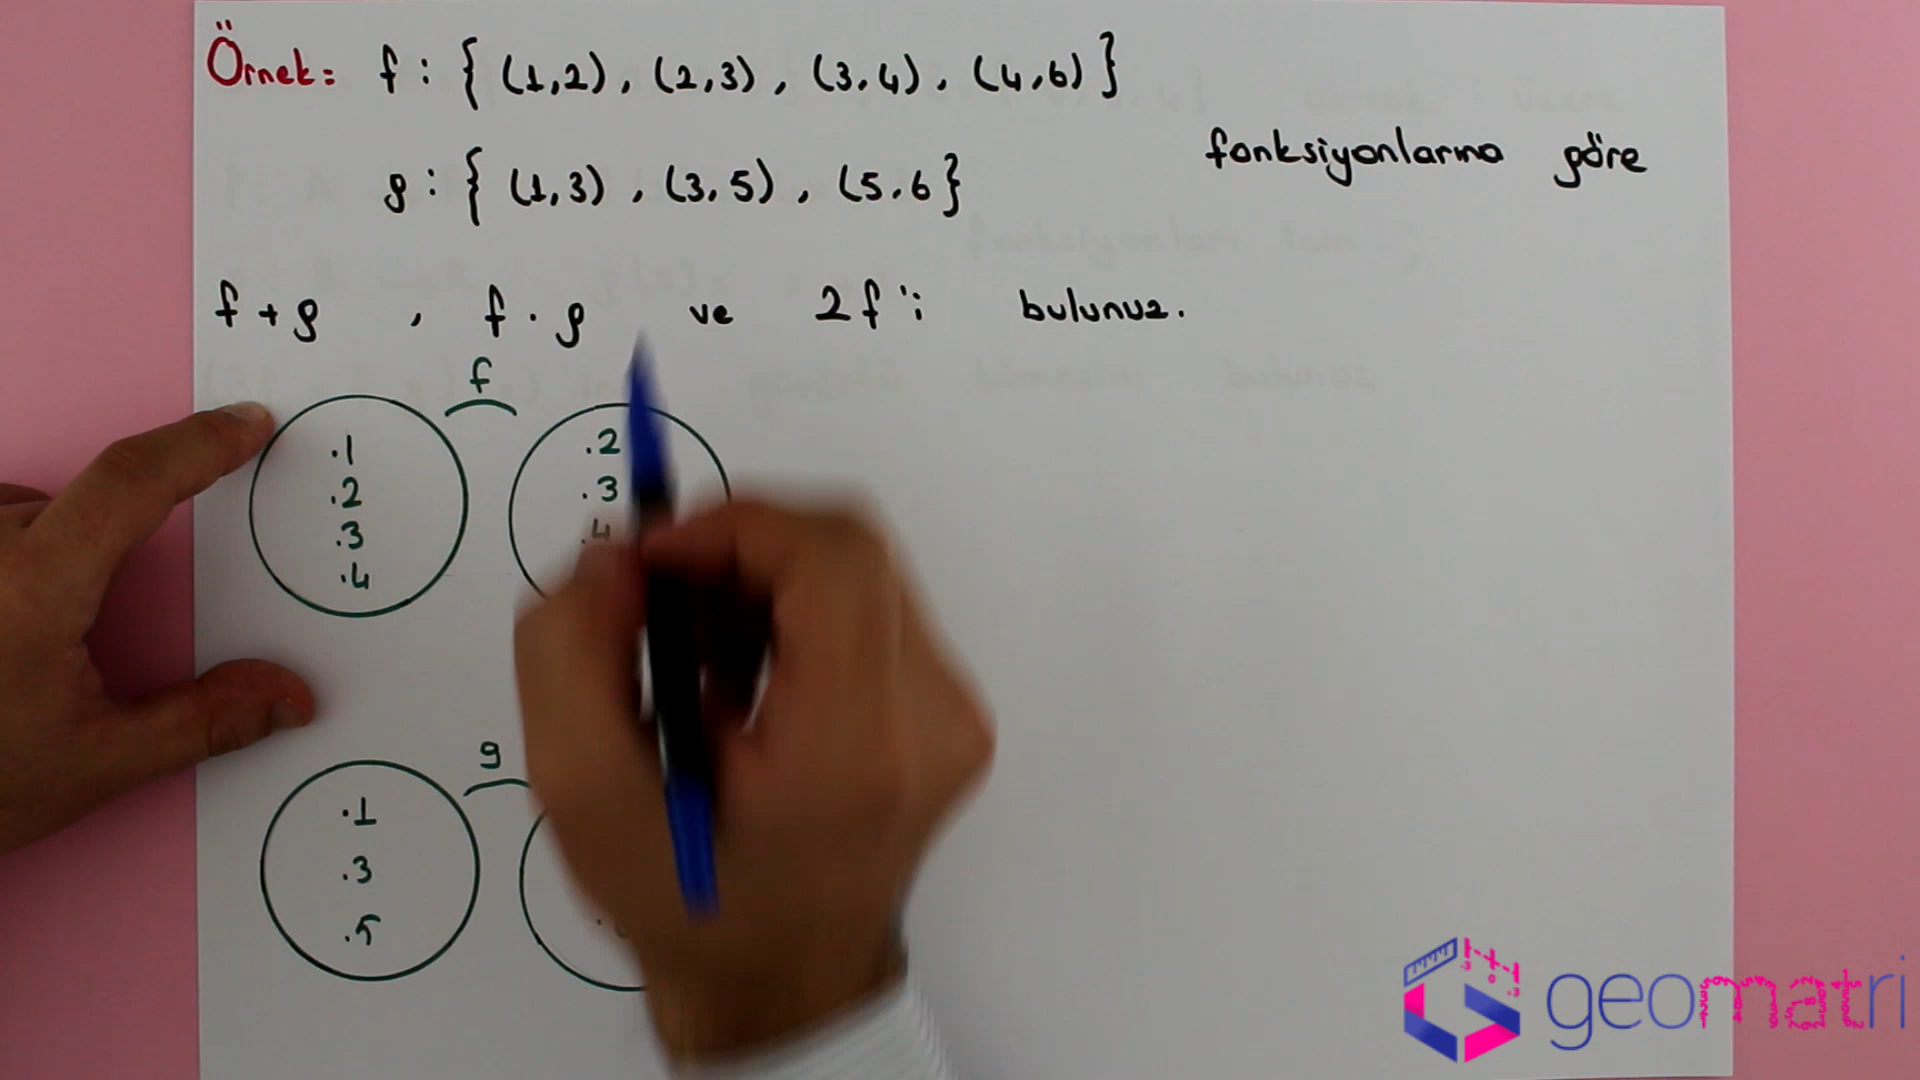 Örnek: f : { (1,2) , (2,3) , (3,4) , (4,6) }
g : { (1,3) , (3,5) , (5,6 }
fonksiyonlarına göre
f + g , f . g ve 2f 'i bulunuz.
f
.1 .2
.2 .3
.3 .4
.4
g
.1
.3
.5
geomatri